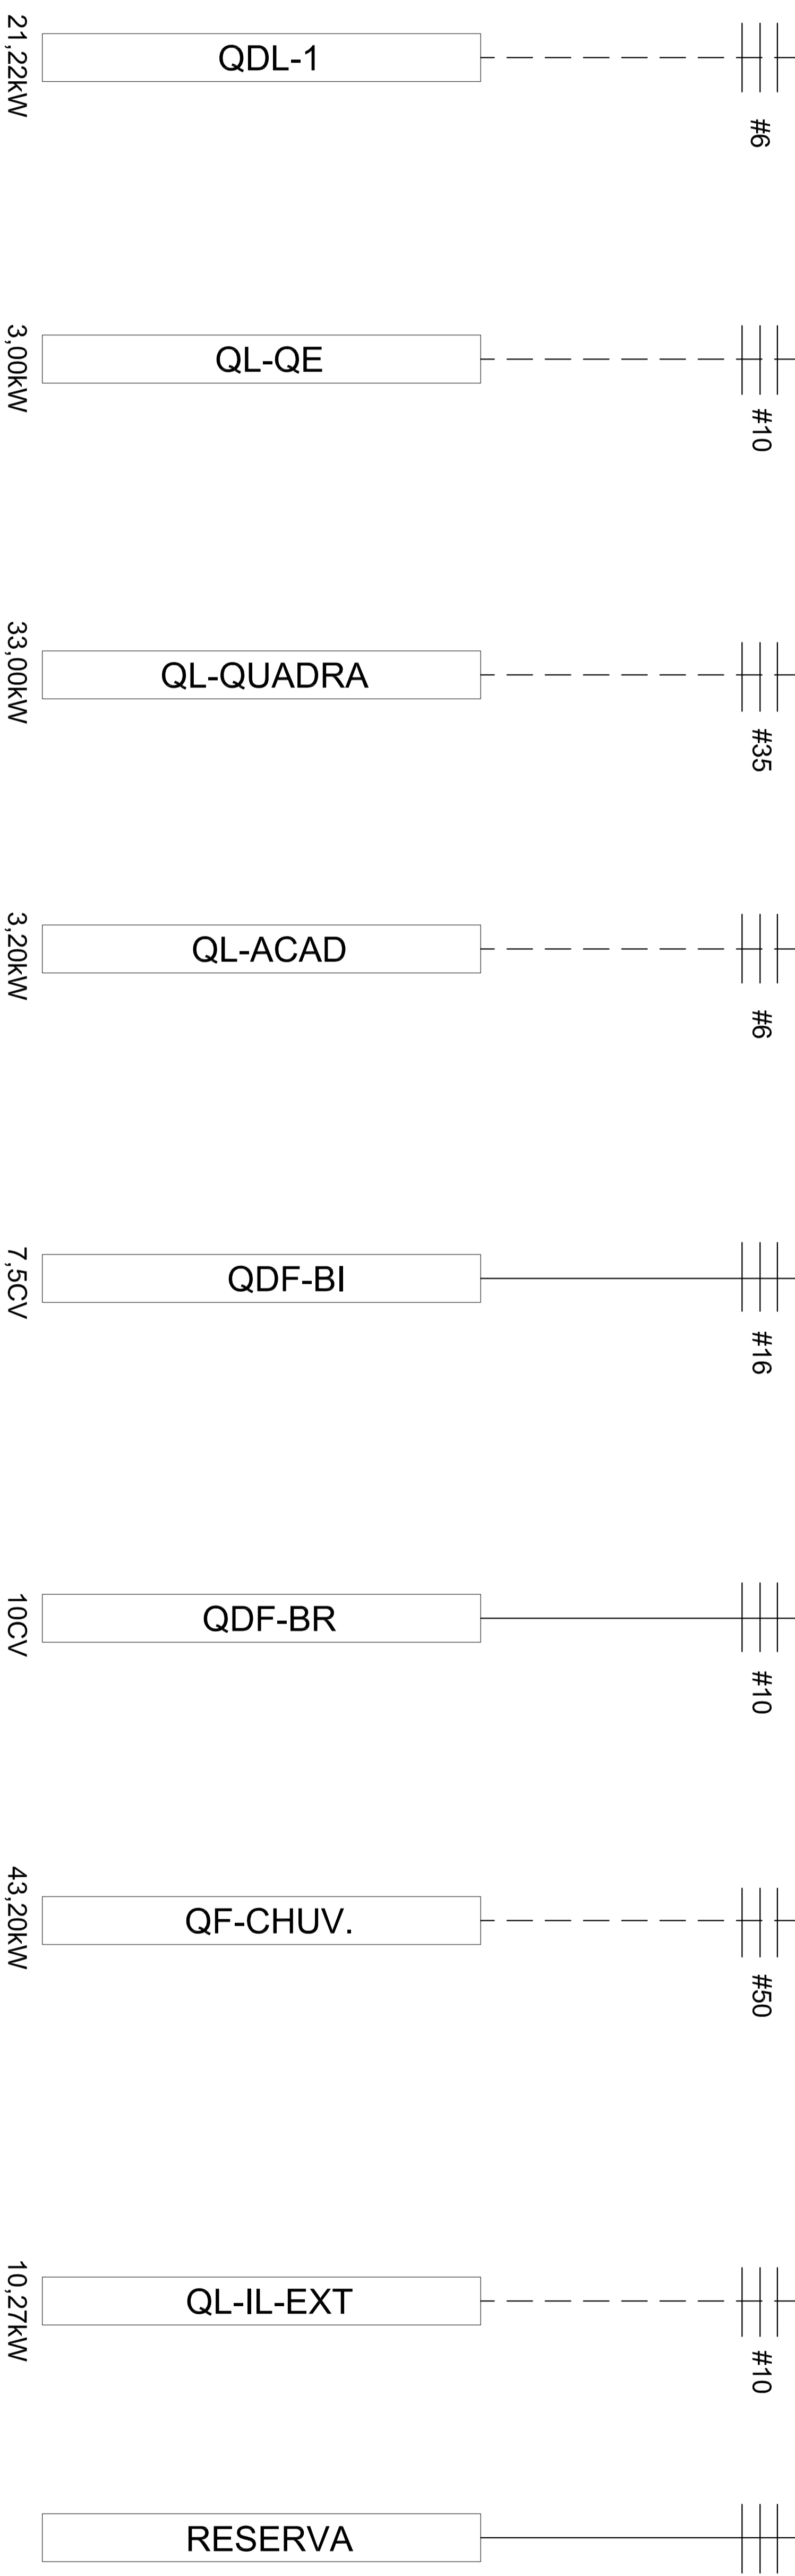 21,22kW
QDL-1
#6
3,00kW
QL-QE
#10
33,00kW
QL-QUADRA
#35
3,20kW
QL-ACAD
#6
7,5CV
QDF-BI
#16
10CV
QDF-BR
#10
43,20kW
QF-CHUV.
#50
10,27kW
QL-IL-EXT
#10
RESERVA